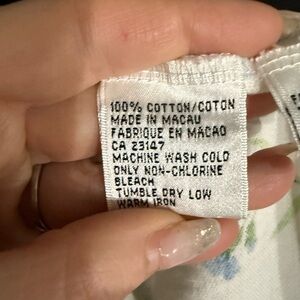 100% COTTON/COTON
MADE IN MACAU
FABRIQUE EN MACAO
CA 23147
MACHINE WASH COLD
ONLY NON-CHLORINE
BLEACH
TUMBLE DRY LOW
WARM IRON